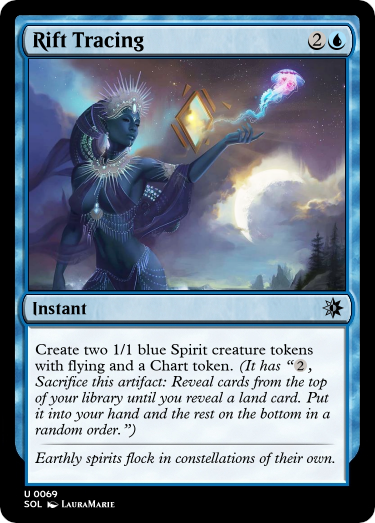 Rift Tracing 2
Instant
Create two 1/1 blue Spirit creature tokens
with flying and a Chart token. (It has “2,
Sacrifice this artifact: Reveal cards from the top
of your library until you reveal a land card. Put
it into your hand and the rest on the bottom in a
random order.”)
Earthly spirits flock in constellations of their own.
U 0069
SOL LauraMarie